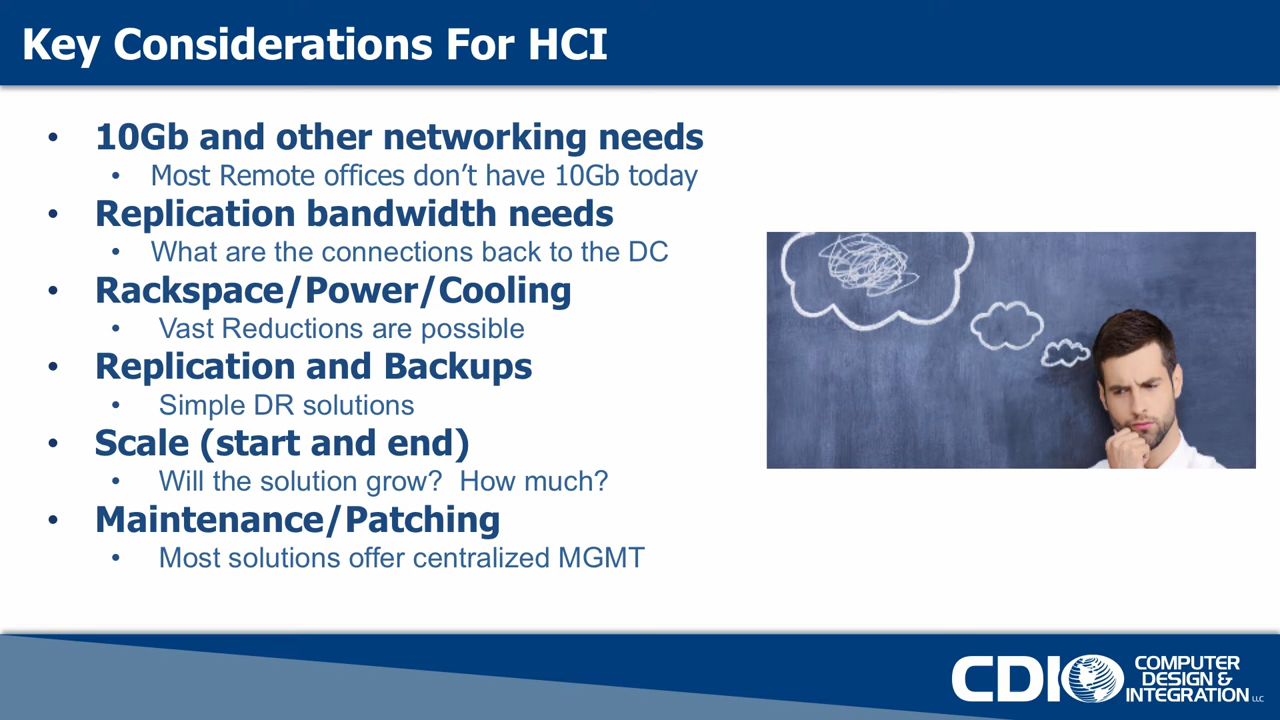 Key Considerations For HCI
• 10Gb and other networking needs
• Most Remote offices don’t have 10Gb today
• Replication bandwidth needs
• What are the connections back to the DC
• Rackspace/Power/Cooling
• Vast Reductions are possible
• Replication and Backups
• Simple DR solutions
• Scale (start and end)
• Will the solution grow?  How much?
• Maintenance/Patching
• Most solutions offer centralized MGMT
CDI
COMPUTER
DESIGN &
INTEGRATION LLC